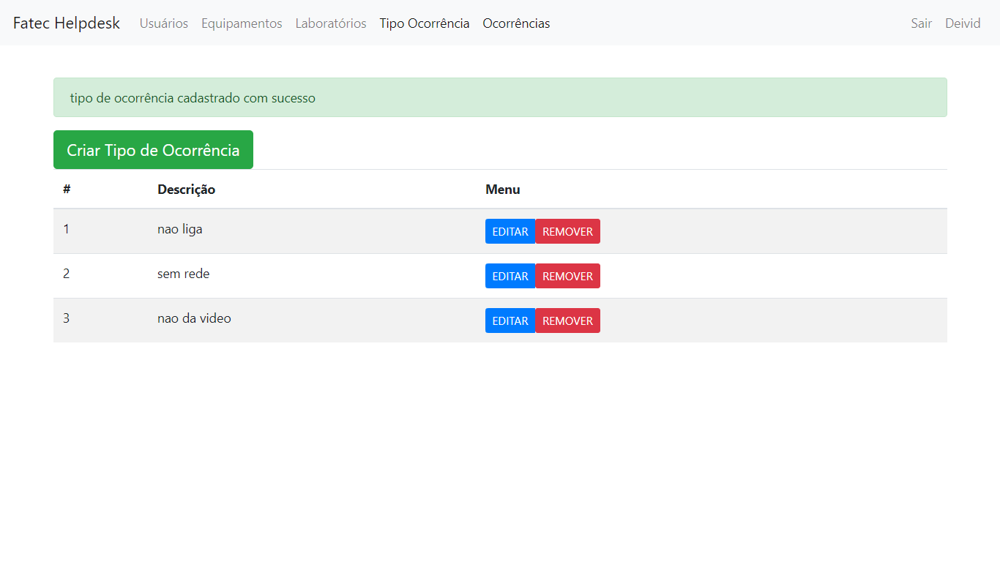 Fatec Helpdesk Usuários Equipamentos Laboratórios Tipo Ocorrência Ocorrências Sair Deivid
tipo de ocorrência cadastrado com sucesso
Criar Tipo de Ocorrência
# Descrição Menu
1 nao liga EDITAR REMOVER
2 sem rede EDITAR REMOVER
3 nao da video EDITAR REMOVER